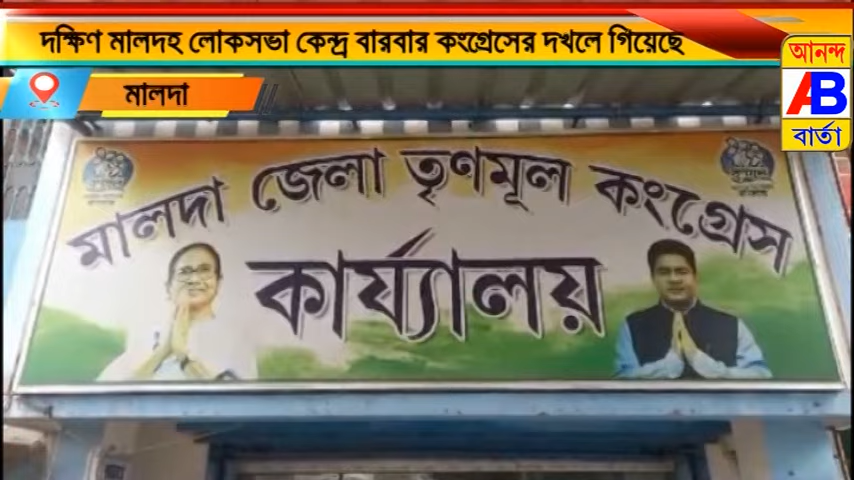 দক্ষিণ মালদহ লোকসভা কেন্দ্র বারবার কংগ্রেসের দখলে গিয়েছে
আনন্দ
AB
বার্তা
মালদা
মালদা জেলা তৃণমূল কংগ্রেস
কার্য্যালয়